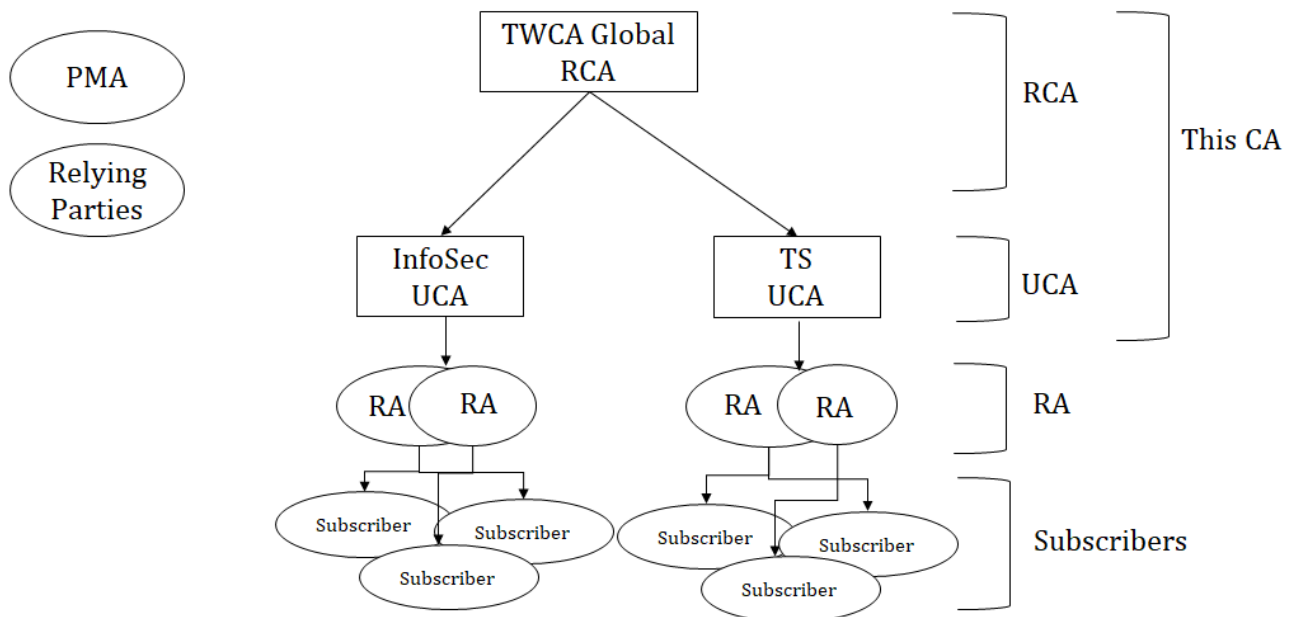 TWCA Global
RCA
PMA
RCA
This CA
Relying
Parties
InfoSec
UCA
TS
UCA
UCA
RA
RA
RA
RA
RA
Subscriber
Subscriber
Subscriber
Subscriber
Subscriber
Subscriber
Subscribers